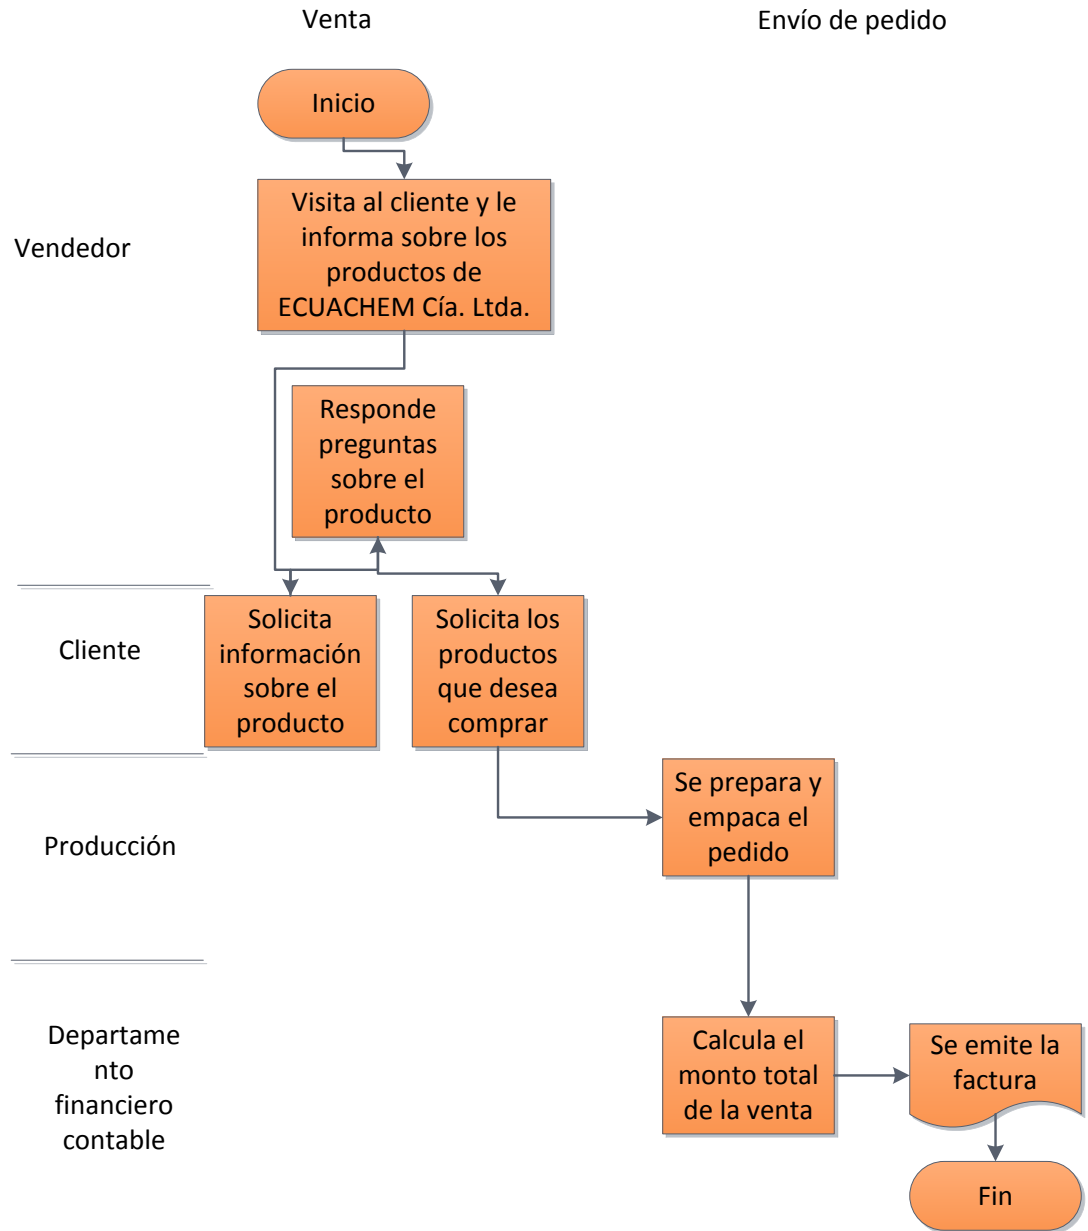 Venta
Envío de pedido
Inicio
Visita al cliente y le
informa sobre los
productos de
ECUACHEM Cía. Ltda.
Vendedor
Responde
preguntas
sobre el
producto
Cliente
Solicita
información
sobre el
producto
Solicita los
productos
que desea
comprar
Producción
Se prepara y
empaca el
pedido
Departame
nto
financiero
contable
Calcula el
monto total
de la venta
Se emite la
factura
Fin